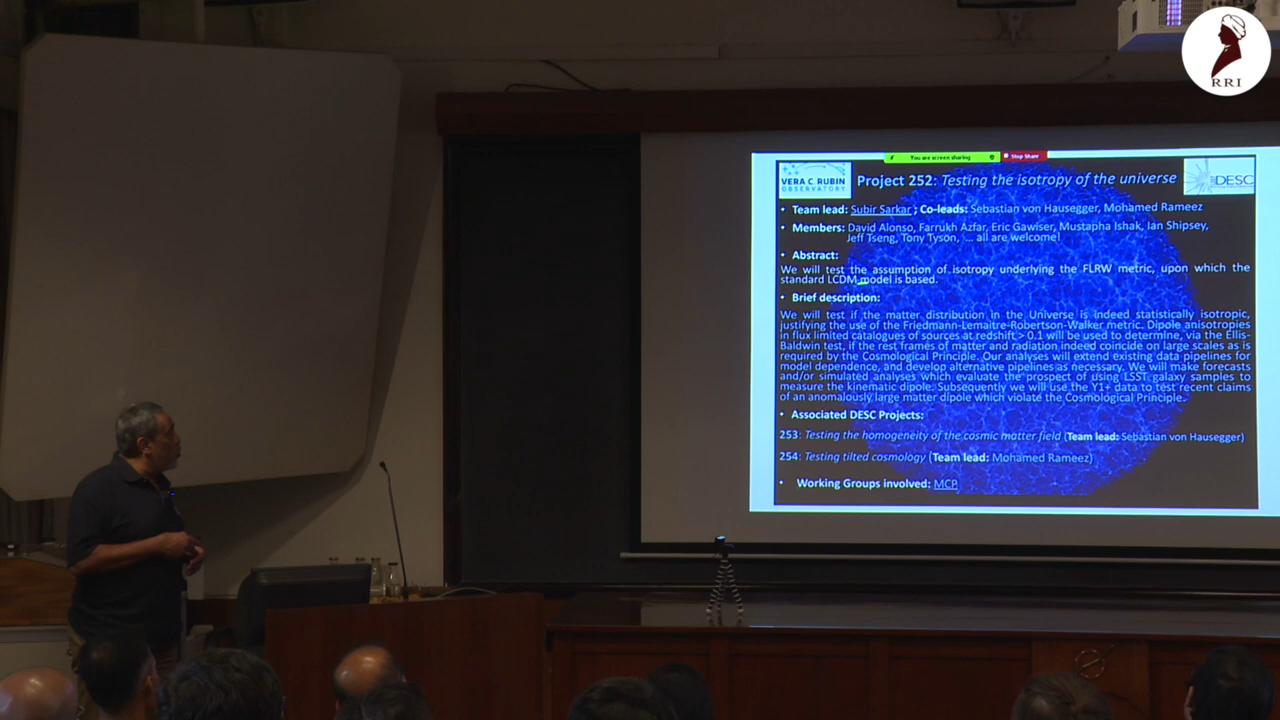 RRI
You are screen sharing
Stop Share
VERA C. RUBIN
OBSERVATORY
Project 252: Testing the isotropy of the universe
DESC
• Team lead: Subir Sarkar ; Co-leads: Sebastian von Hausegger, Mohamed Rameez
• Members: David Alonso, Farrukh Azfar, Eric Gawiser, Mustapha Ishak, Ian Shipsey,
Jeff Tseng, Tony Tyson, ... all are welcome!
• Abstract:
We will test the assumption of isotropy underlying the FLRW metric, upon which the
standard LCDM model is based.
• Brief description:
We will test if the matter distribution in the Universe is indeed statistically isotropic,
justifying the use of the Friedmann-Lemaitre-Robertson-Walker metric. Dipole anisotropies
in flux limited catalogues of sources at redshift > 0.1 will be used to determine, via the Ellis-
Baldwin test, if the rest frames of matter and radiation indeed coincide on large scales as is
required by the Cosmological Principle. Our analyses will extend existing data pipelines for
model dependence, and develop alternative pipelines as necessary. We will make forecasts
and/or simulated analyses which evaluate the prospect of using LSST galaxy samples to
measure the kinematic dipole. Subsequently we will use the Y1+ data to test recent claims
of an anomalously large matter dipole which violate the Cosmological Principle.
• Associated DESC Projects:
253: Testing the homogeneity of the cosmic matter field (Team lead: Sebastian von Hausegger)
254: Testing tilted cosmology (Team lead: Mohamed Rameez)
• Working Groups involved: MCP